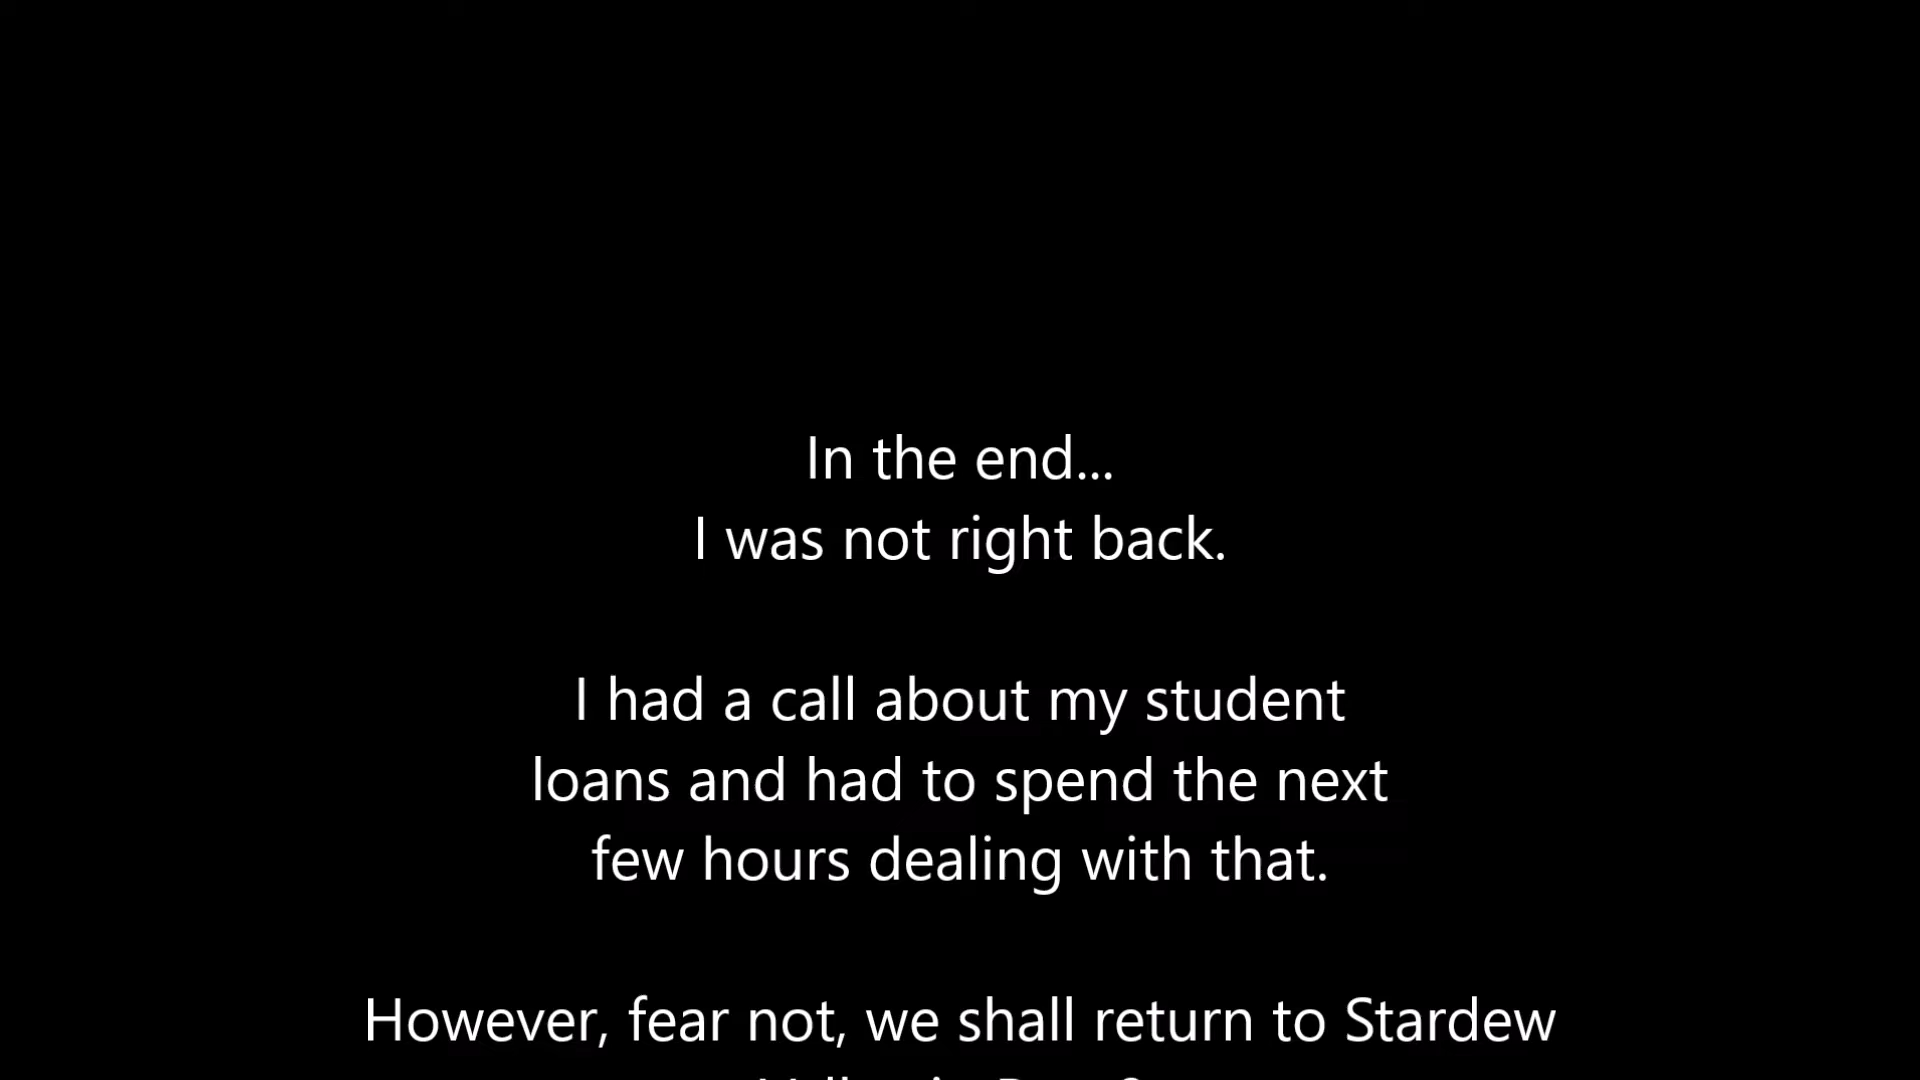 In the end...
I was not right back.
I had a call about my student
loans and had to spend the next
few hours dealing with that.
However, fear not, we shall return to Stardew